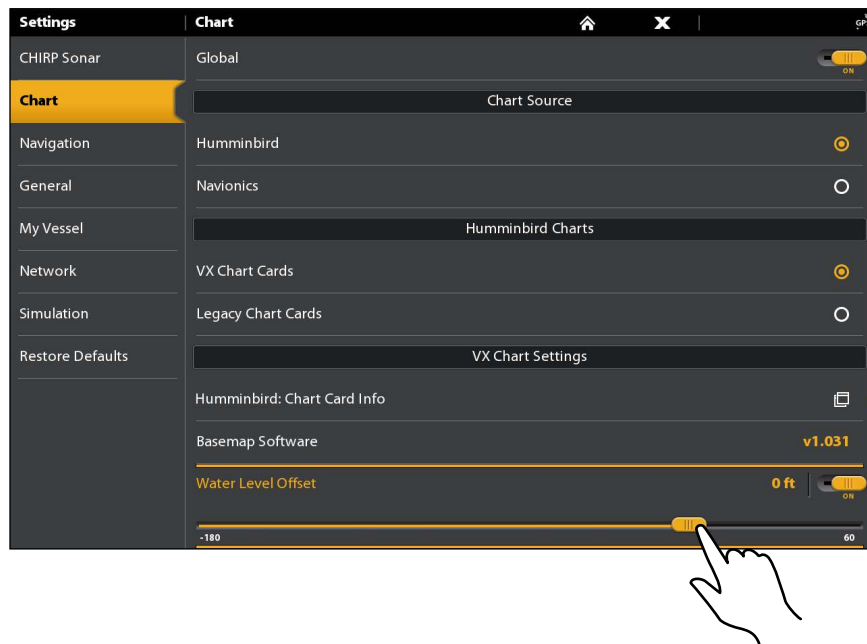 Settings
Chart
GPS
CHIRP Sonar
Global
ON
Chart
Chart Source
Navigation
Humminbird
General
Navionics
My Vessel
Humminbird Charts
Network
VX Chart Cards
Simulation
Legacy Chart Cards
Restore Defaults
VX Chart Settings
Humminbird: Chart Card Info
Basemap Software
v1.031
Water Level Offset
0 ft
ON
-180
60